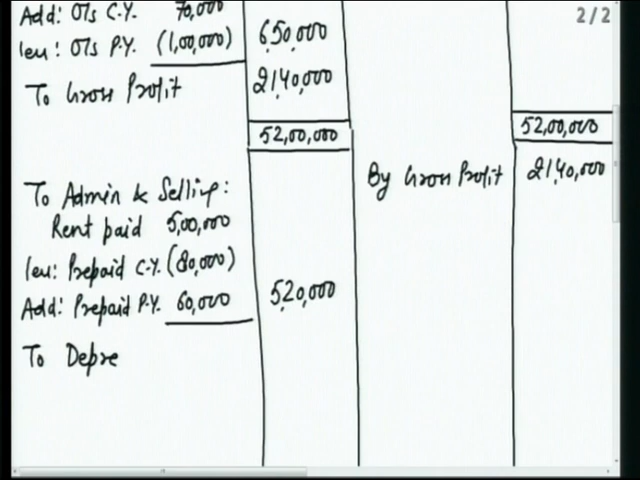 Add: O/s C.Y. 70,000
2/2
Less: O/s P.Y. (1,00,000) 6,50,000
To Gross Profit 21,40,000
52,00,000 52,00,000
By Gross Profit 21,40,000
To Admin & Selling:
Rent paid 5,00,000
Less: Prepaid C.Y. (80,000)
Add: Prepaid P.Y. 60,000 5,20,000
To Depre